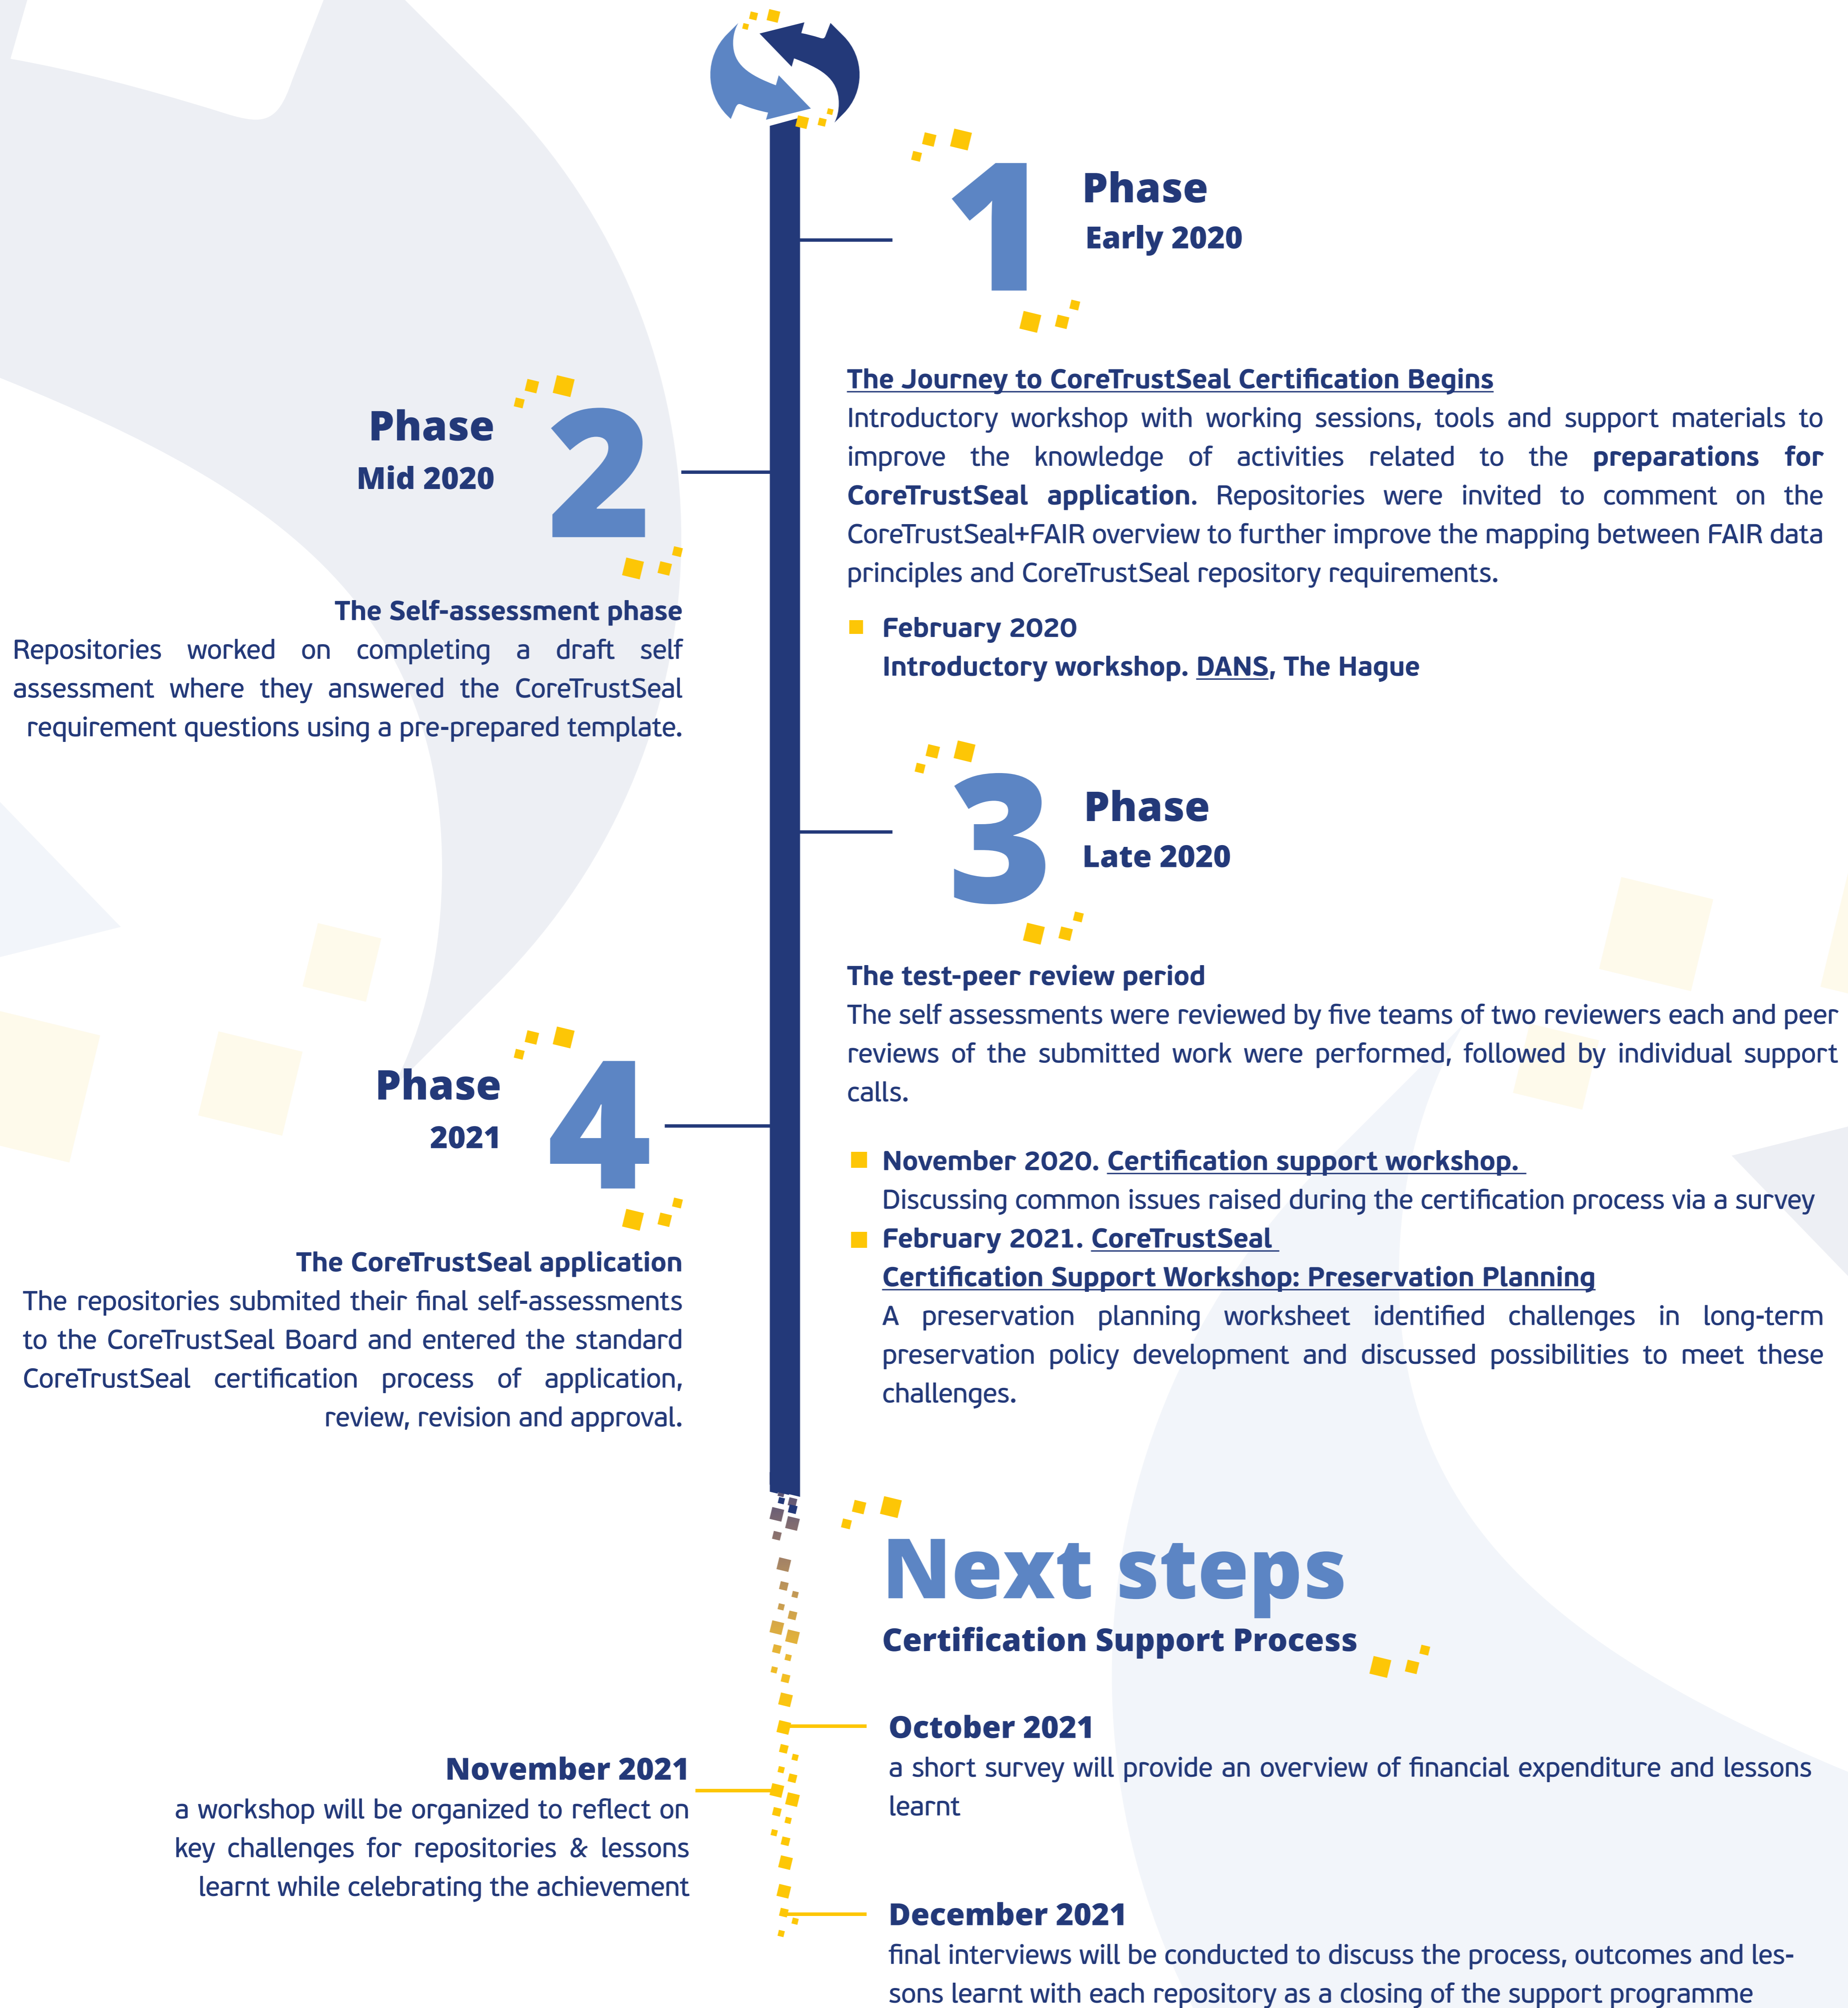 1
Phase
Early 2020
The Journey to CoreTrustSeal Certification Begins
Introductory workshop with working sessions, tools and support materials to
improve the knowledge of activities related to the preparations for
CoreTrustSeal application. Repositories were invited to comment on the
CoreTrustSeal+FAIR overview to further improve the mapping between FAIR data
principles and CoreTrustSeal repository requirements.
February 2020
Introductory workshop. DANS, The Hague
Phase
Mid 2020
2
The Self-assessment phase
Repositories worked on completing a draft self
assessment where they answered the CoreTrustSeal
requirement questions using a pre-prepared template.
3
Phase
Late 2020
The test-peer review period
The self assessments were reviewed by five teams of two reviewers each and peer
reviews of the submitted work were performed, followed by individual support
calls.
November 2020. Certification support workshop.
Discussing common issues raised during the certification process via a survey
February 2021. CoreTrustSeal
Certification Support Workshop: Preservation Planning
A preservation planning worksheet identified challenges in long-term
preservation policy development and discussed possibilities to meet these
challenges.
Phase
2021
4
The CoreTrustSeal application
The repositories submited their final self-assessments
to the CoreTrustSeal Board and entered the standard
CoreTrustSeal certification process of application,
review, revision and approval.
Next steps
Certification Support Process
October 2021
a short survey will provide an overview of financial expenditure and lessons
learnt
November 2021
a workshop will be organized to reflect on
key challenges for repositories & lessons
learnt while celebrating the achievement
December 2021
final interviews will be conducted to discuss the process, outcomes and les-
sons learnt with each repository as a closing of the support programme